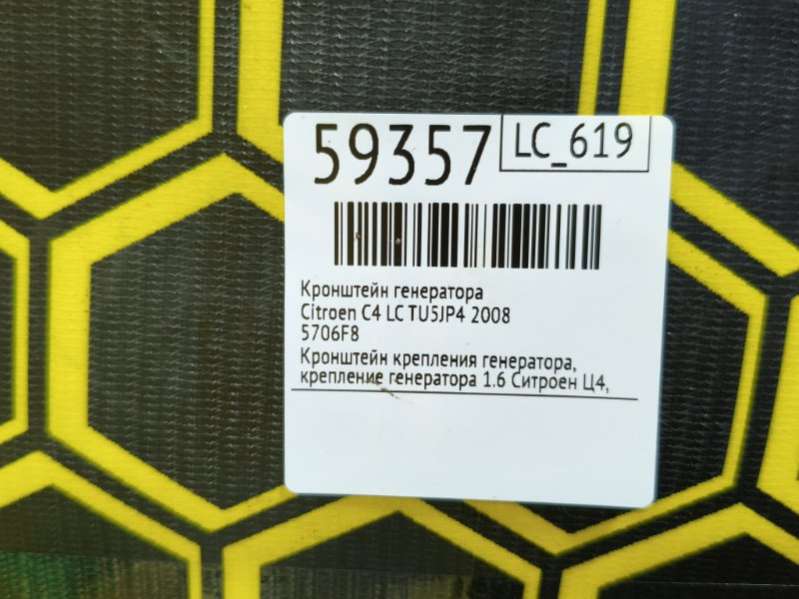 59357
LC_619
Кронштейн генератора
Citroen C4 LC TU5JP4 2008
5706F8
Кронштейн крепления генератора,
крепление генератора 1.6 Ситроен Ц4,